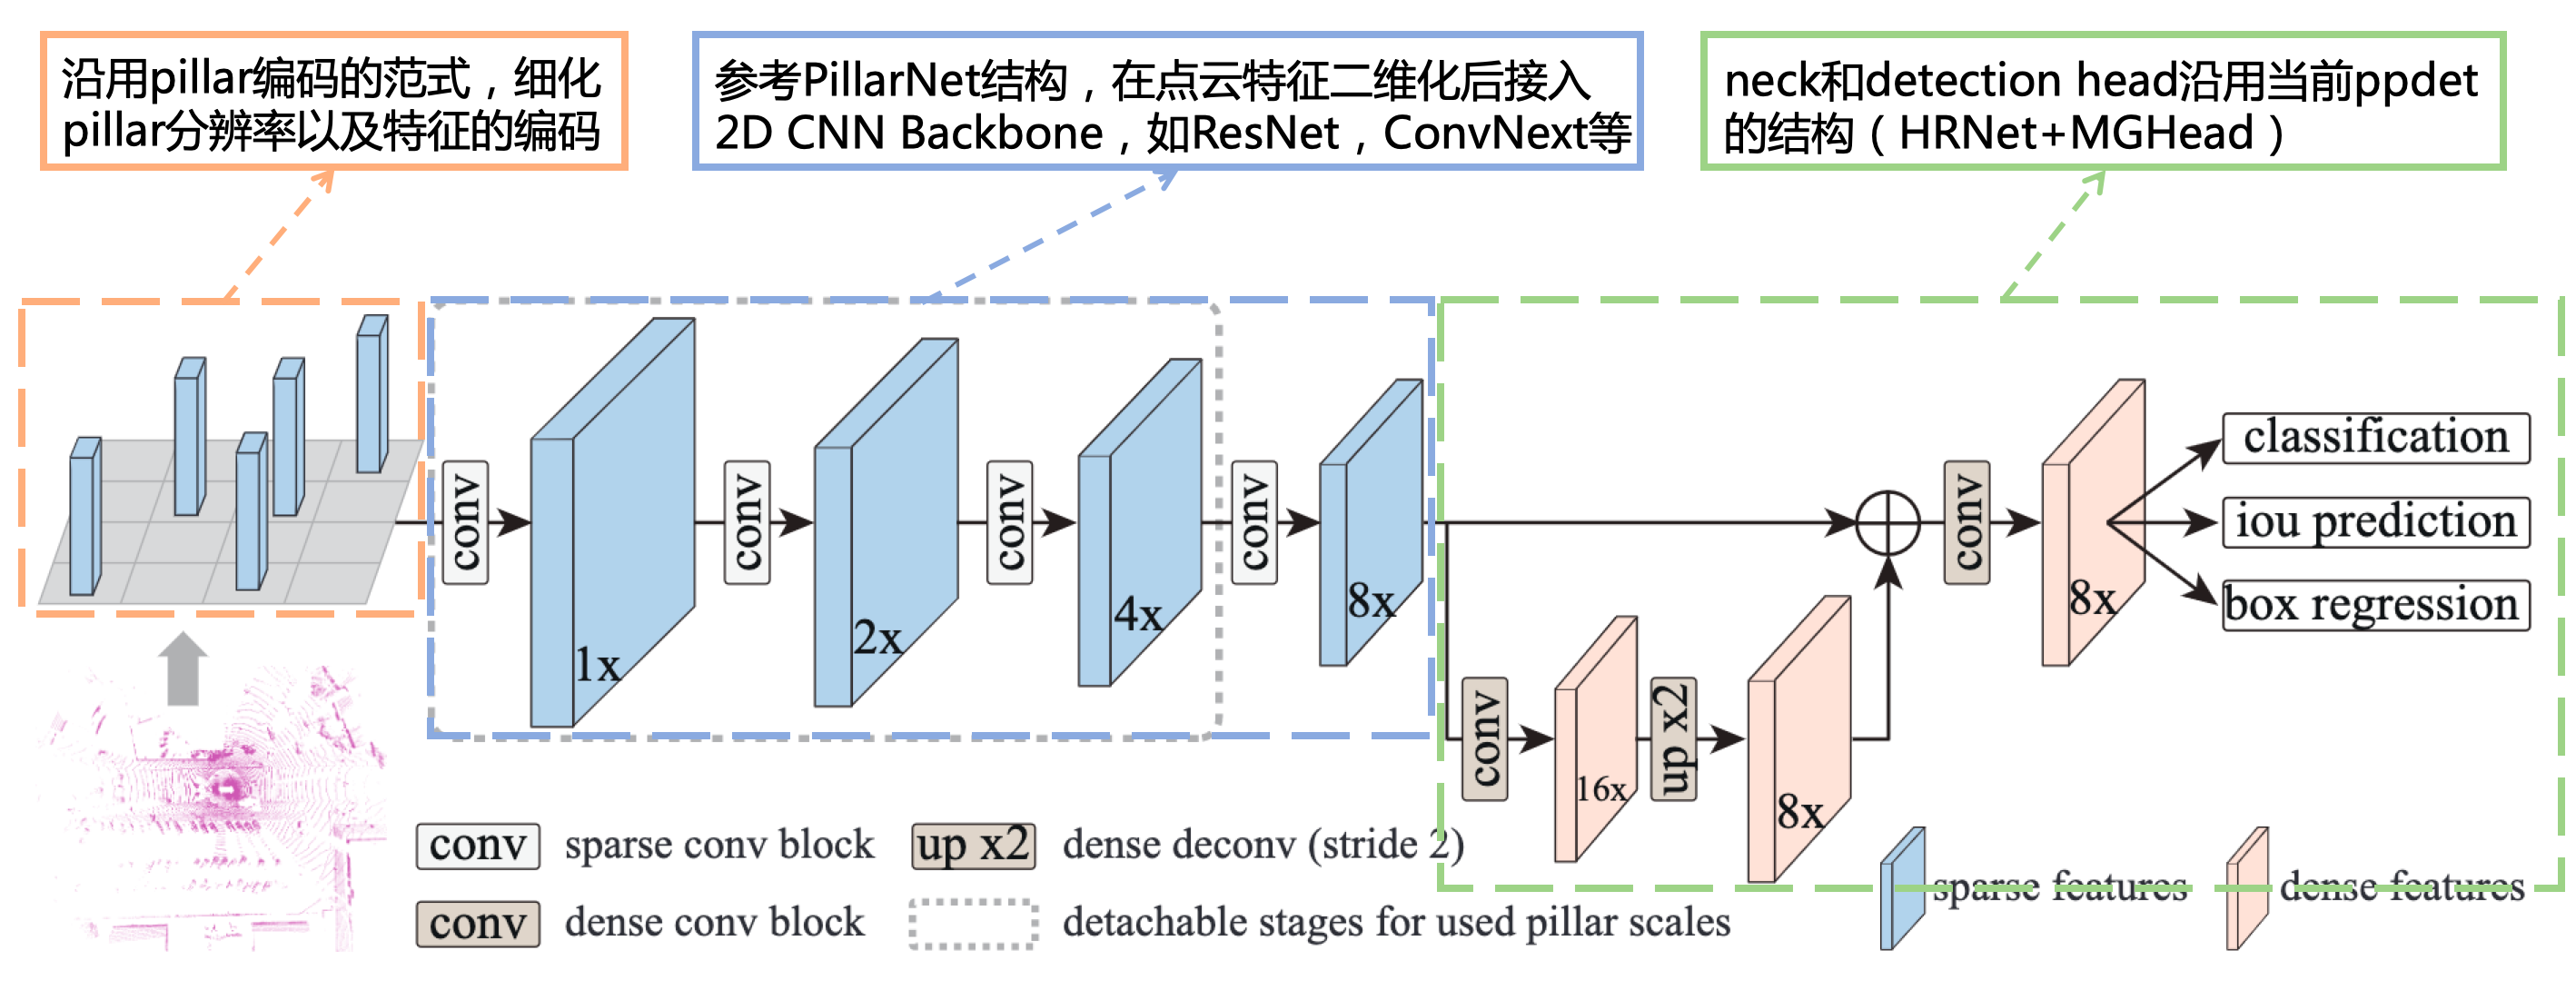 沿用pillar编码的范式，细化
pillar分辨率以及特征的编码
参考PillarNet结构，在点云特征二维化后接入
2D CNN Backbone，如ResNet，ConvNext等
neck和detection head沿用当前ppdet
的结构（HRNet+MGHead）
conv
1x
conv
2x
conv
4x
conv
8x
conv
16x
up x2
8x
conv
8x
classification
iou prediction
box regression
conv sparse conv block
up x2 dense deconv (stride 2)
conv dense conv block
detachable stages for used pillar scales
sparse features
dense features